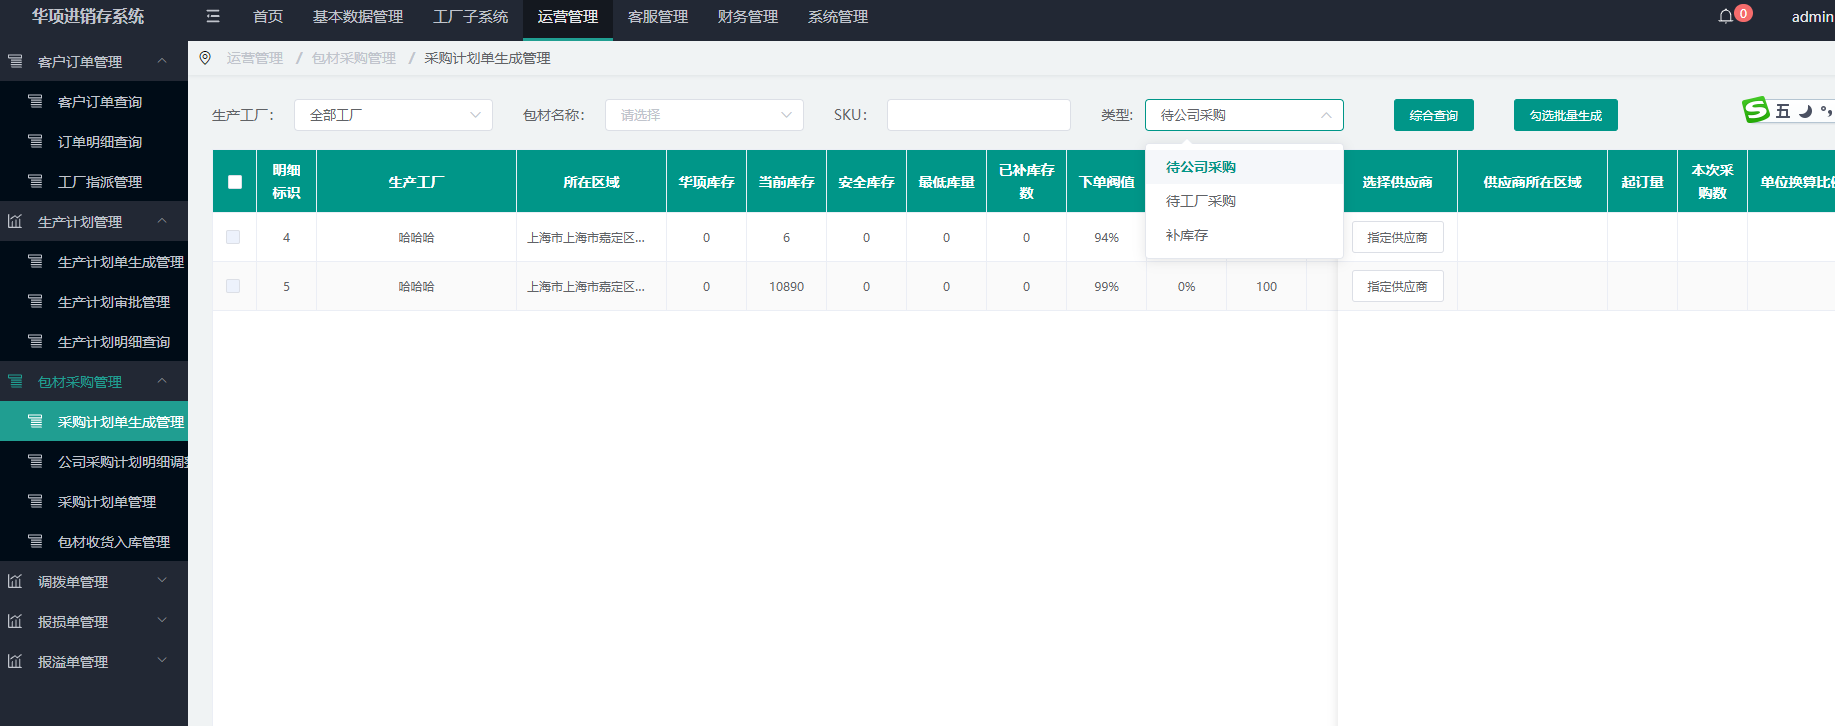 华项进销存系统
首页 基本数据管理 工厂子系统 运营管理 客服管理 财务管理 系统管理
0
admin
运营管理 / 包材采购管理 / 采购计划单生成管理
客户订单管理
客户订单查询
订单明细查询
工厂指派管理
生产计划管理
生产计划单生成管理
生产计划审批管理
生产计划明细查询
包材采购管理
采购计划单生成管理
公司采购计划明细调整
采购计划单管理
包材收货入库管理
调拨单管理
报损单管理
报溢单管理
生产工厂： 全部工厂 包材名称： 请选择 SKU： 类型: 待公司采购 综合查询 勾选批量生成
S 五
待公司采购
待工厂采购
补库存
明细标识 生产工厂 所在区域 华项库存 当前库存 安全库存 最低库量 已补库存数 下单阀值 选择供应商 供应商所在区域 起订量 本次采购数 单位换算比
4 哈哈哈 上海市上海市嘉定区... 0 6 0 0 0 94% 指定供应商
5 哈哈哈 上海市上海市嘉定区... 0 10890 0 0 0 99% 0% 100 指定供应商